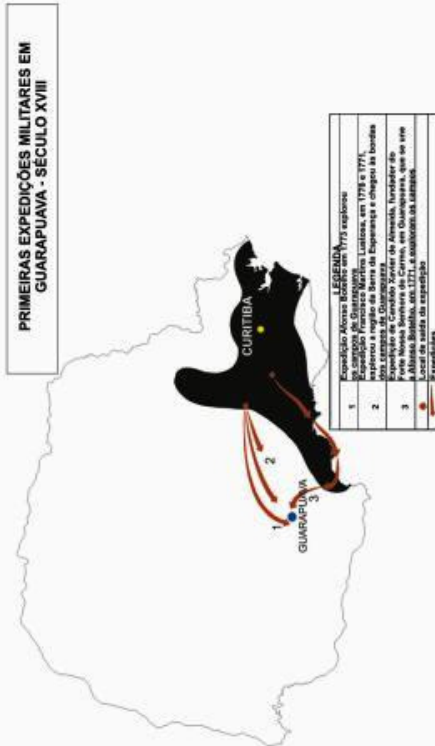 PRIMEIRAS EXPEDIÇÕES MILITARES EM
GUARAPUAVA - SÉCULO XVIII
CURITIBA
2
1
3
GUARAPUAVA
LEGENDA
1
Expedição Afonso Botelho em 1773 explorou
os campos de Guarapuava
2
Expedição Francisco Martins Lustosa, em 1770 e 1771,
explorou a região da Serra da Esperança e chegou às bordas
dos campos de Guarapuava
3
Expedição de Candido Xavier de Almeida, fundador do
Forte Nossa Senhora do Carmo, em Guarapuava, que se une
a Afonso Botelho, em 1771, e exploram os campos
Local de saída da expedição
Expedições